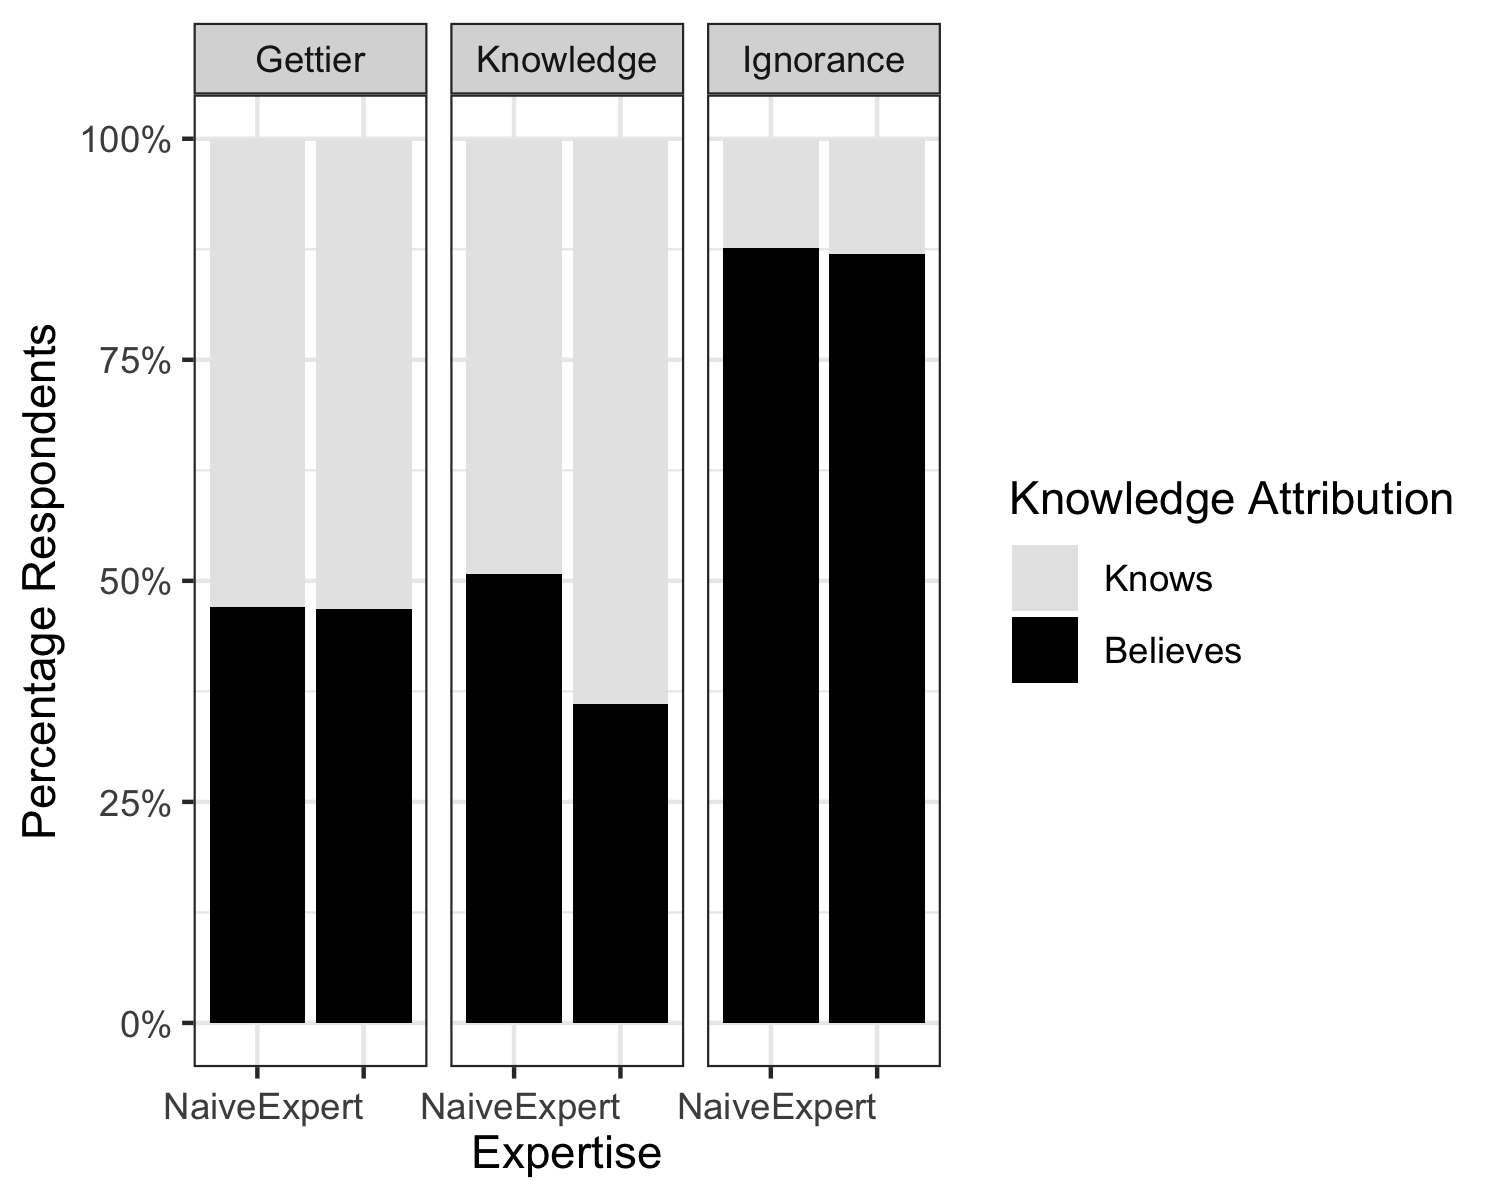 Gettier
Knowledge
Ignorance
100%
75%
50%
25%
0%
Percentage Respondents
NaiveExpert
NaiveExpert
NaiveExpert
Expertise
Knowledge Attribution
Knows
Believes